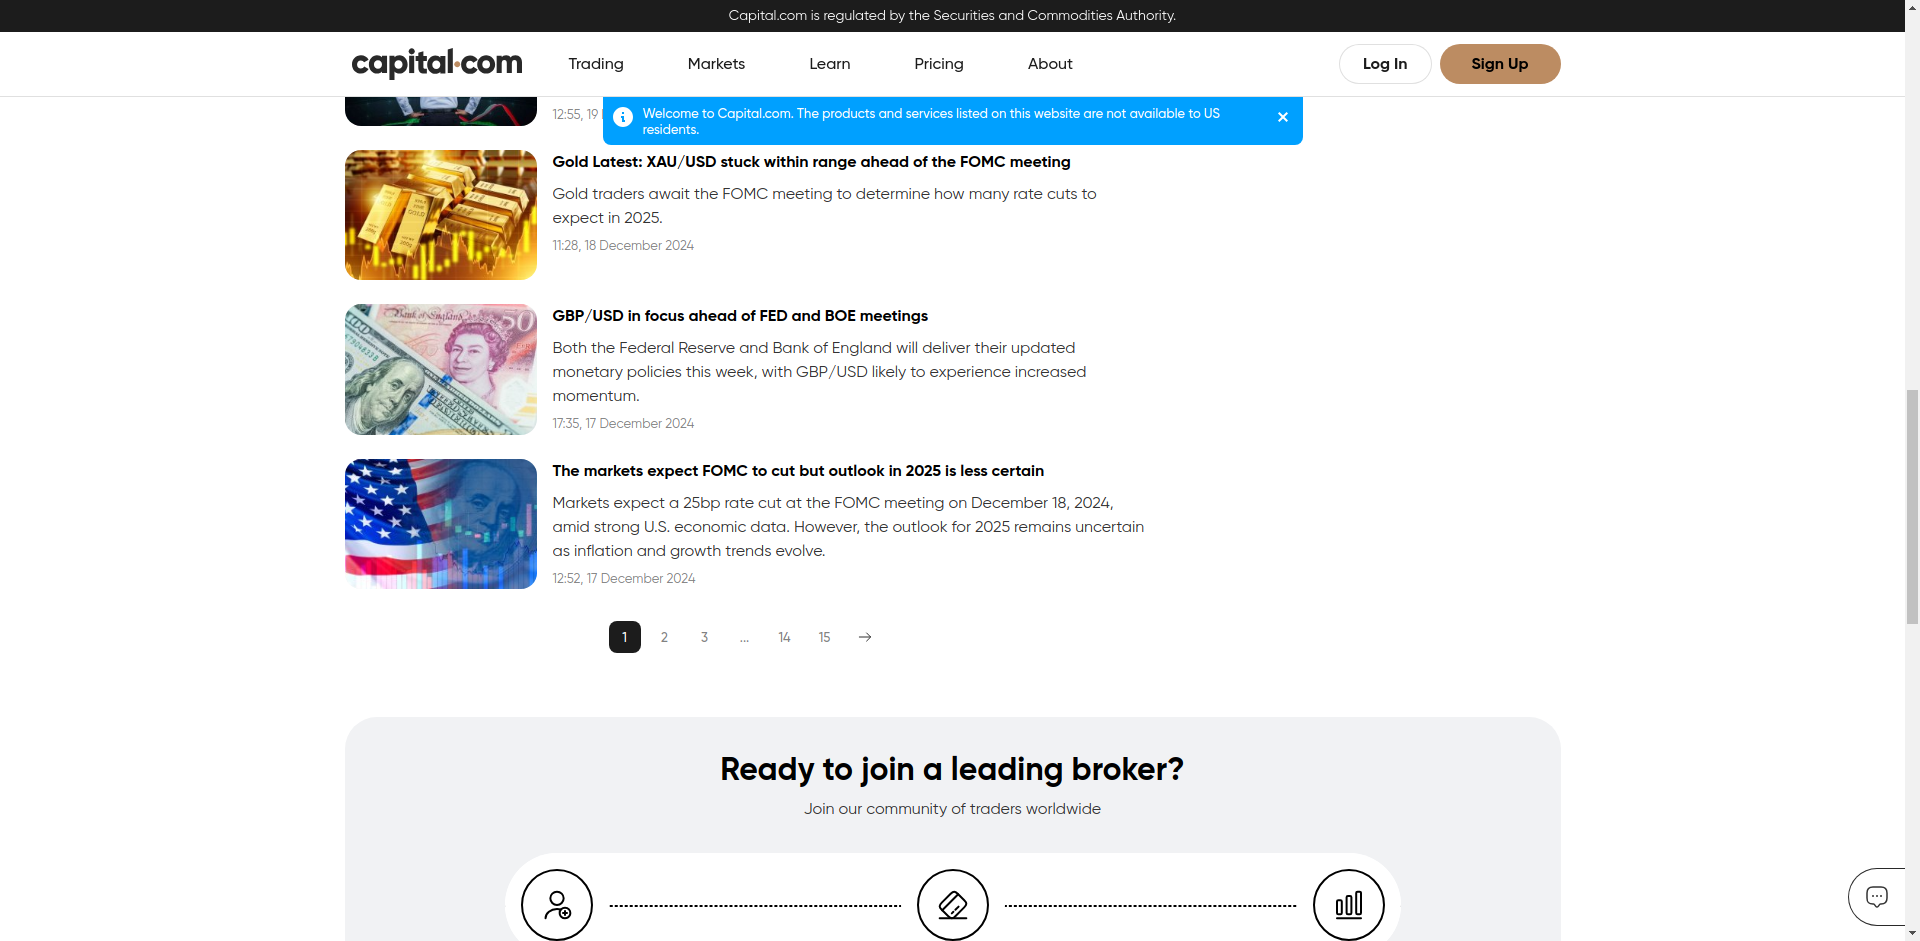 Capital.com is regulated by the Securities and Commodities Authority.
capital.com
Trading
Markets
Learn
Pricing
About
Log In
Sign Up
12:55, 19
Welcome to Capital.com. The products and services listed on this website are not available to US
residents.
Gold Latest: XAU/USD stuck within range ahead of the FOMC meeting
Gold traders await the FOMC meeting to determine how many rate cuts to
expect in 2025.
11:28, 18 December 2024
GBP/USD in focus ahead of FED and BOE meetings
Both the Federal Reserve and Bank of England will deliver their updated
monetary policies this week, with GBP/USD likely to experience increased
momentum.
17:35, 17 December 2024
The markets expect FOMC to cut but outlook in 2025 is less certain
Markets expect a 25bp rate cut at the FOMC meeting on December 18, 2024,
amid strong U.S. economic data. However, the outlook for 2025 remains uncertain
as inflation and growth trends evolve.
12:52, 17 December 2024
1 2 3 ... 14 15
Ready to join a leading broker?
Join our community of traders worldwide